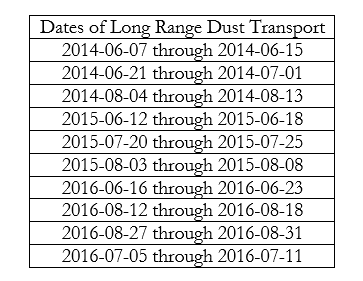 Dates of Long Range Dust Transport
2014-06-07 through 2014-06-15
2014-06-21 through 2014-07-01
2014-08-04 through 2014-08-13
2015-06-12 through 2015-06-18
2015-07-20 through 2015-07-25
2015-08-03 through 2015-08-08
2016-06-16 through 2016-06-23
2016-08-12 through 2016-08-18
2016-08-27 through 2016-08-31
2016-07-05 through 2016-07-11